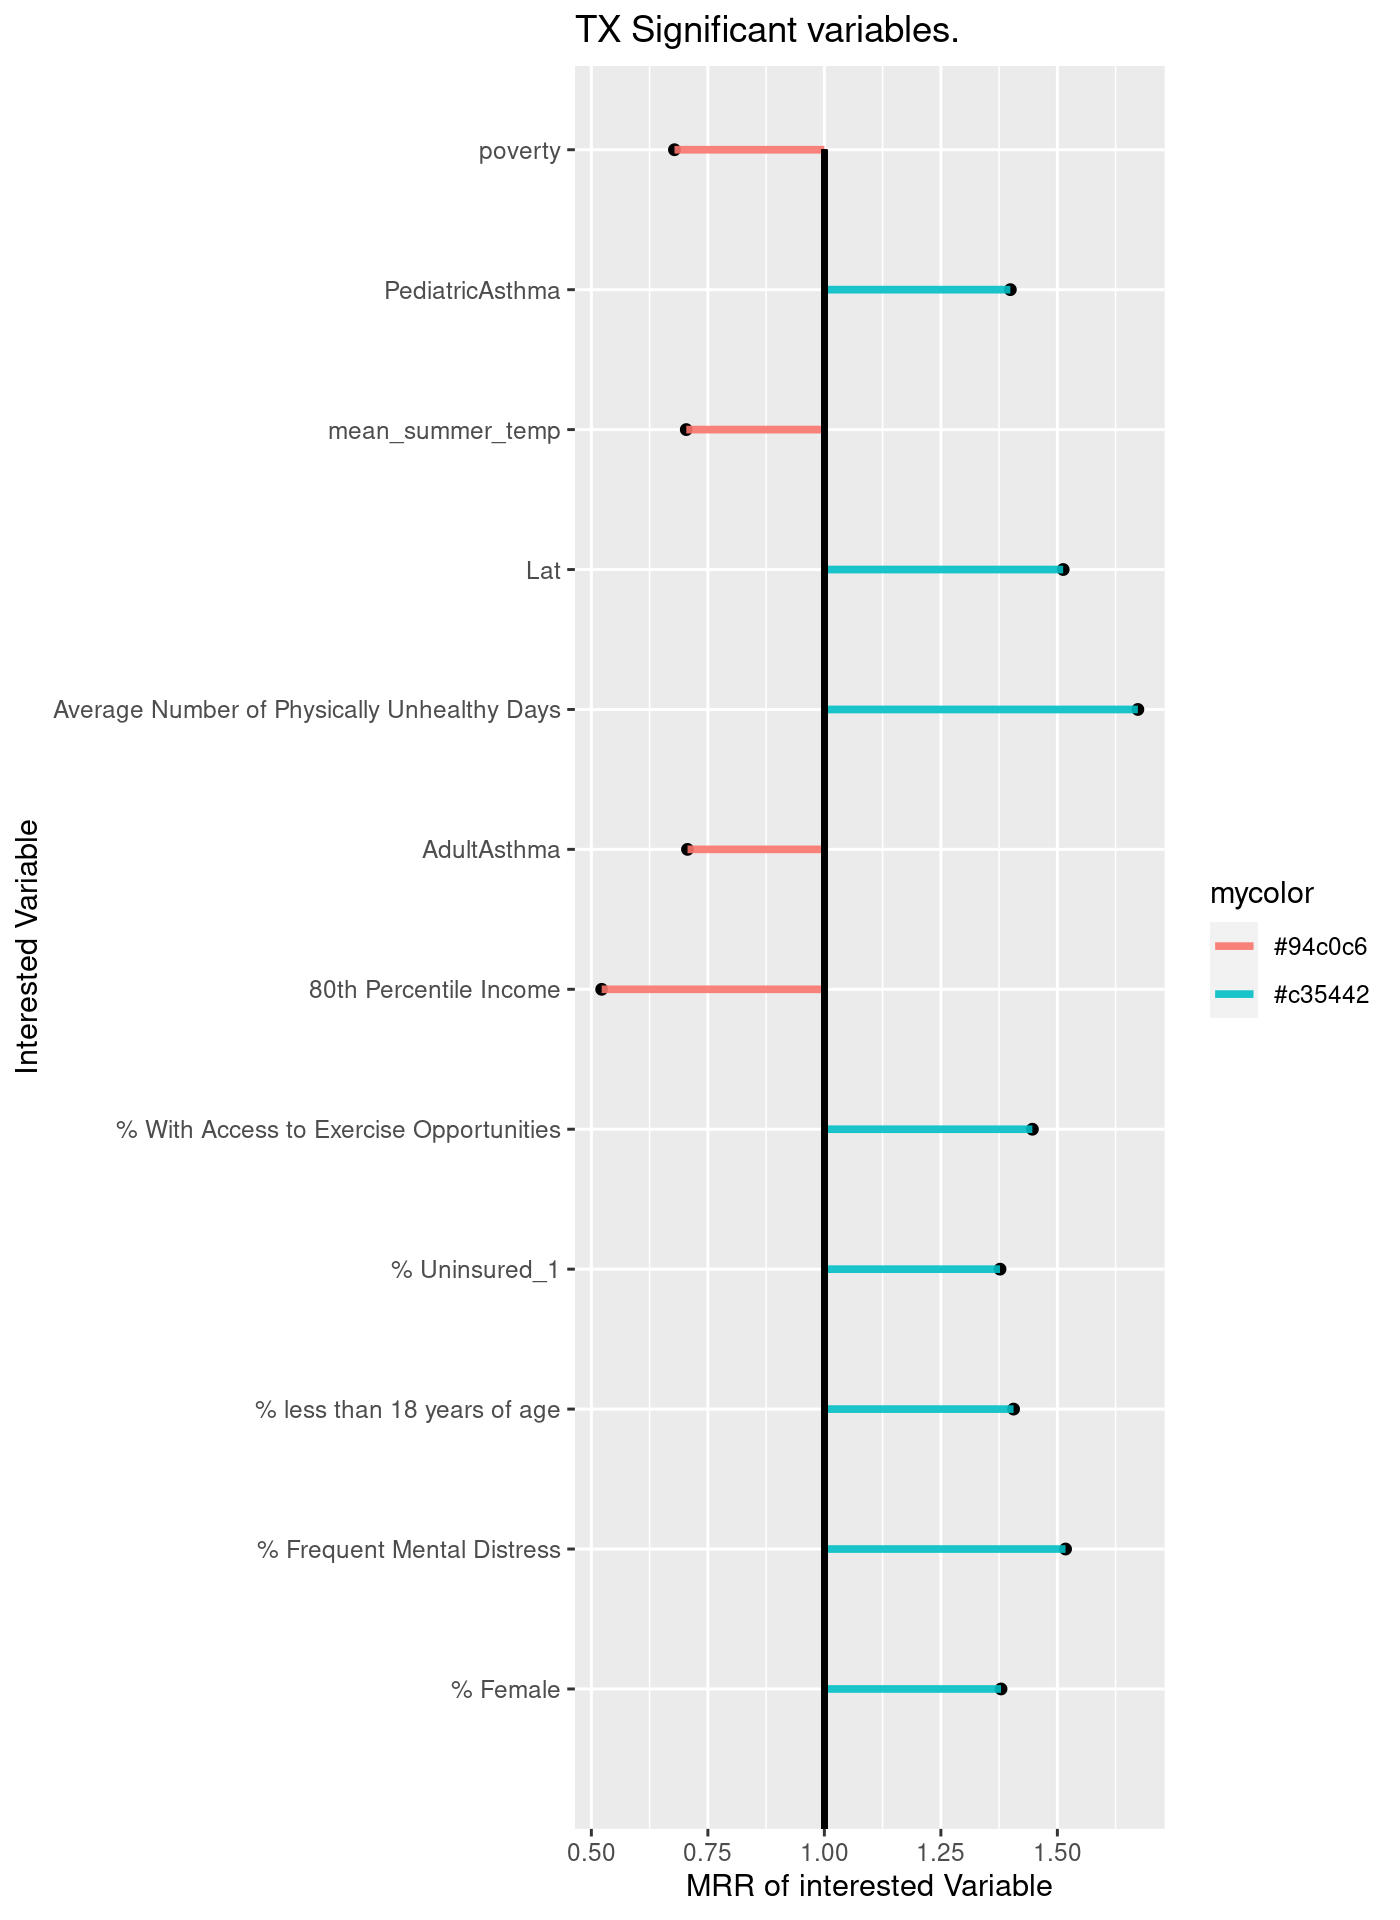 TX Significant variables.
poverty
PediatricAsthma
mean_summer_temp
Lat
Average Number of Physically Unhealthy Days
AdultAsthma
80th Percentile Income
% With Access to Exercise Opportunities
% Uninsured_1
% less than 18 years of age
% Frequent Mental Distress
% Female
Interested Variable
0.50 0.75 1.00 1.25 1.50
MRR of interested Variable
mycolor
#94c0c6
#c35442